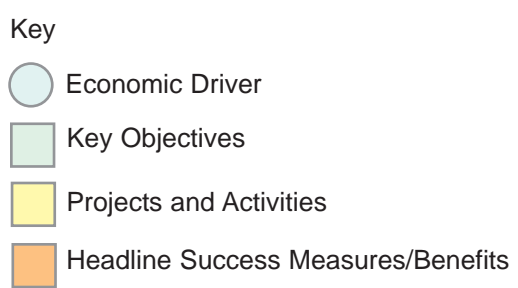 Key
Economic Driver
Key Objectives
Projects and Activities
Headline Success Measures/Benefits